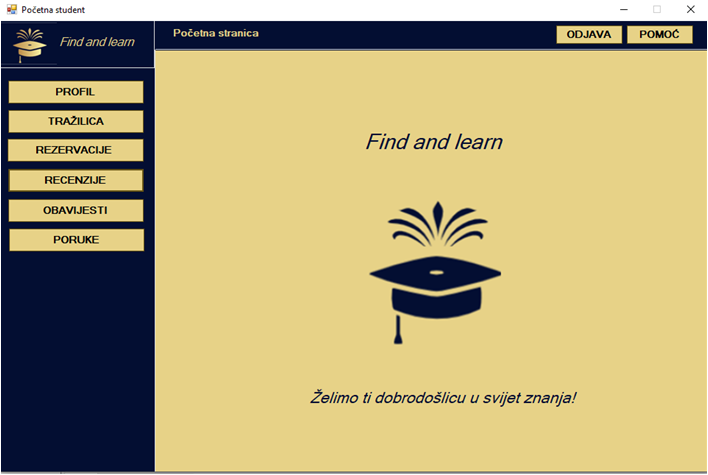 Početna student
Find and learn
Početna stranica
ODJAVA
POMOĆ
PROFIL
TRAŽILICA
REZERVACIJE
RECENZIJE
OBAVIJESTI
PORUKE
Find and learn
Želimo ti dobrodošlicu u svijet znanja!